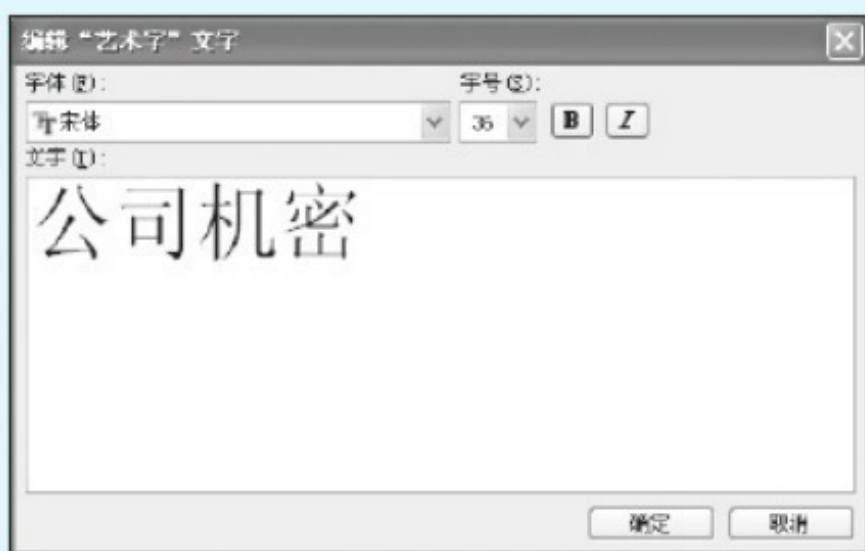 编辑“艺术字”文字
字体(F)： 字号(S)：
宋体 36 B I
文字(T)：
公司机密
确定 取消